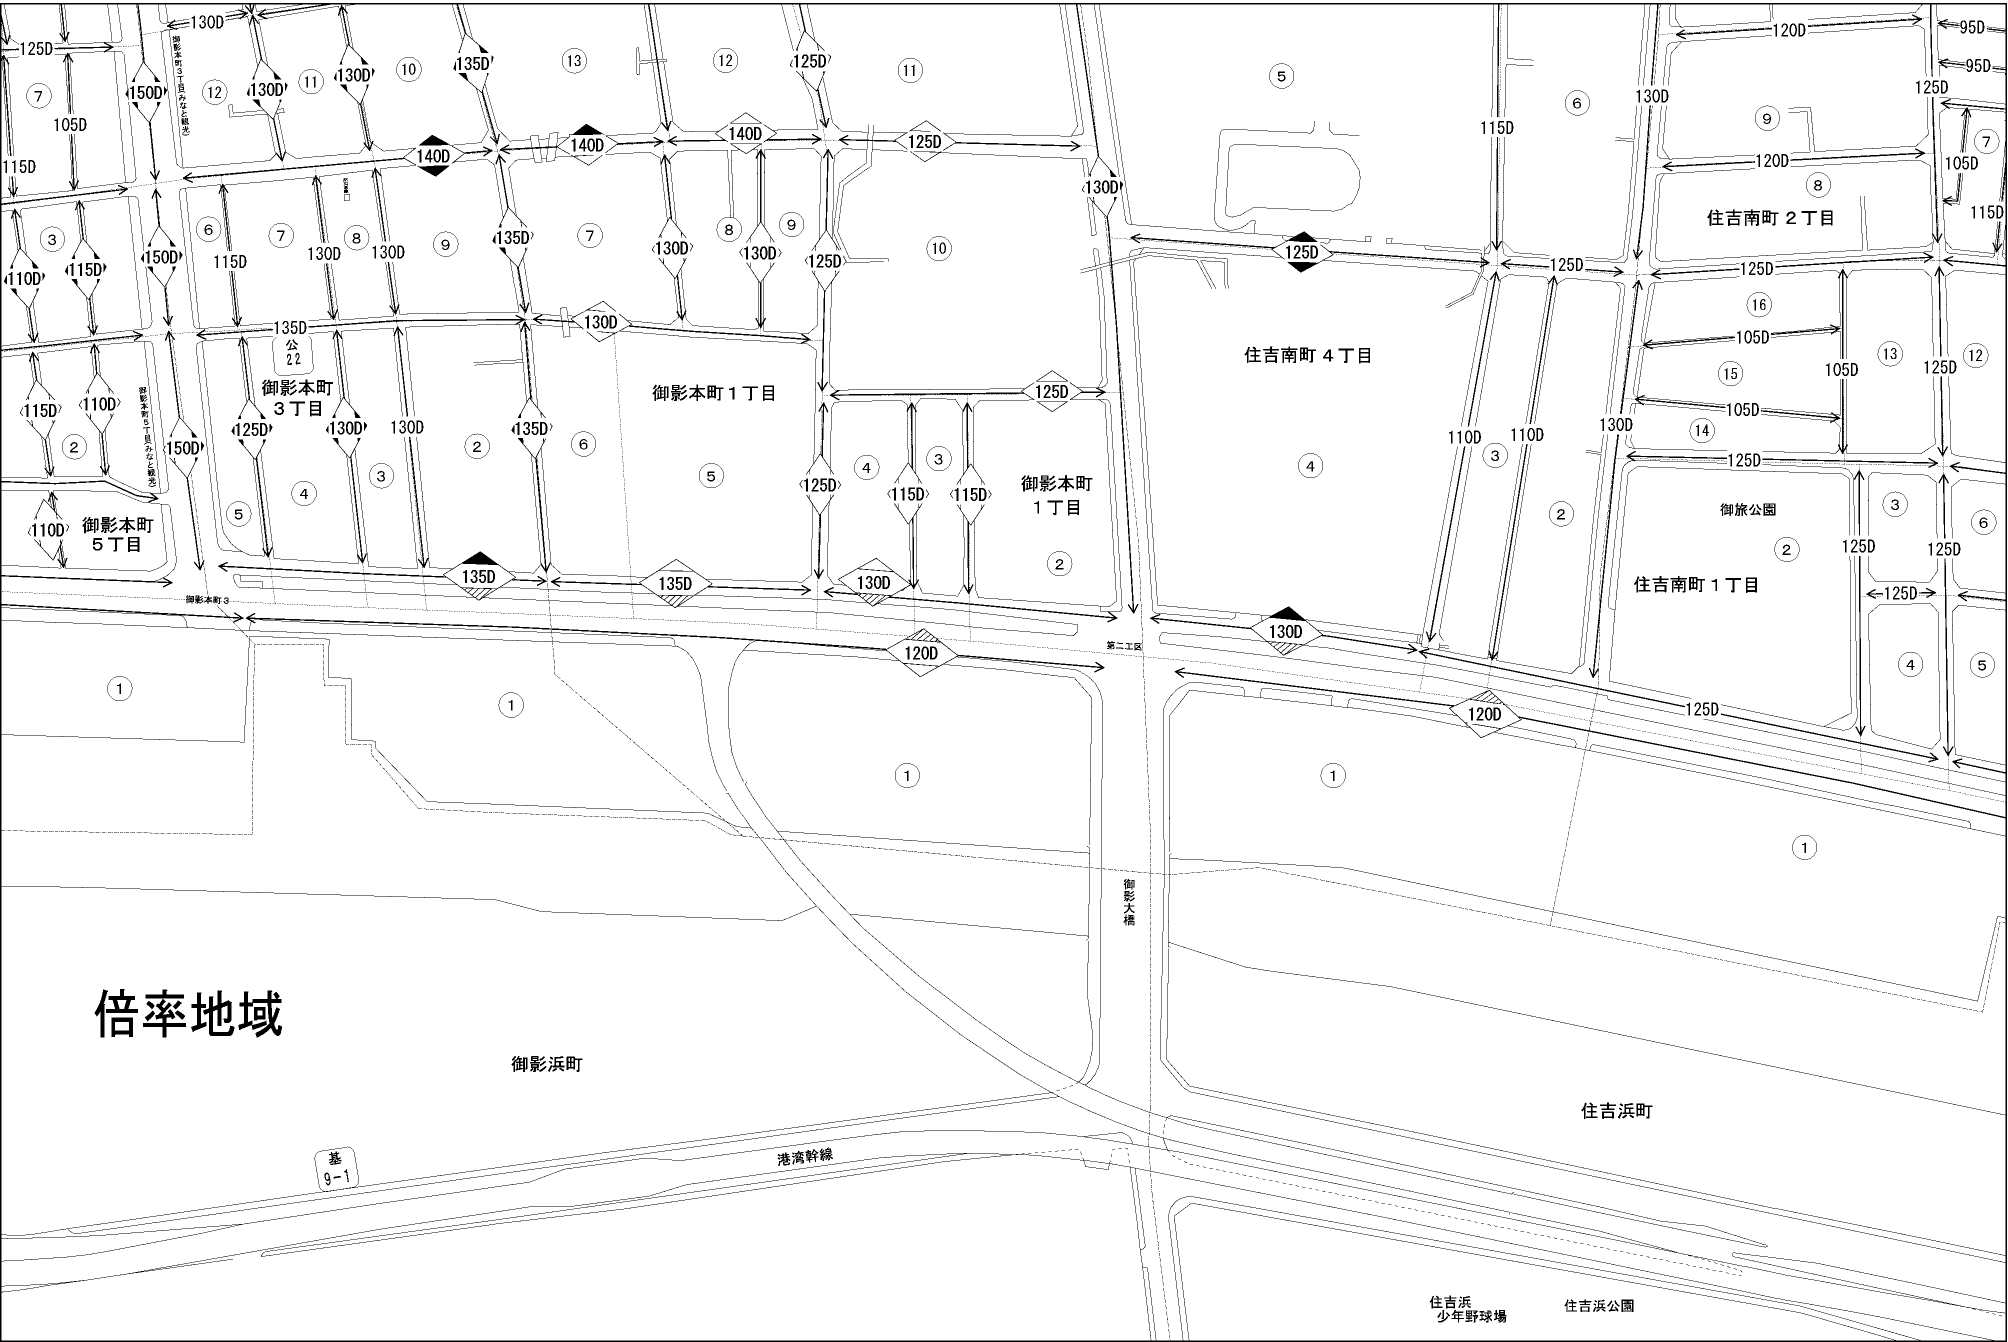 130D
125D
95D
120D
御影本町3丁目(みなと観光)
135D
13
12
11
5
125D
95D
10
130D
11
6
125D
12
150D
130D
7
130D
9
105D
115D
7
140D
140D
140D
125D
120D
105D
115D
130D
8
115D
住吉南町2丁目
6
7
8
9
135D
7
8
9
10
3
130D
130D
115D
130D
130D
125D
150D
125D
115D
110D
125D
125D
16
135D
130D
105D
公
22
住吉南町4丁目
13
12
15
105D
125D
御影本町
3丁目
御影本町1丁目
125D
御影本町5丁目(みなと観光)
115D
110D
105D
125D
130D
130D
135D
130D
14
110D
110D
3
150D
2
3
2
6
5
4
3
4
125D
125D
115D
115D
御影本町
1丁目
4
5
2
御旅公園
3
6
110D
御影本町
5丁目
2
125D
125D
135D
135D
130D
2
住吉南町1丁目
125D
御影本町3
130D
120D
第二工区
4
5
1
1
120D
125D
1
1
1
御影大橋
倍率地域
御影浜町
住吉浜町
基
9-1
港湾幹線
住吉浜
少年野球場
住吉浜公園